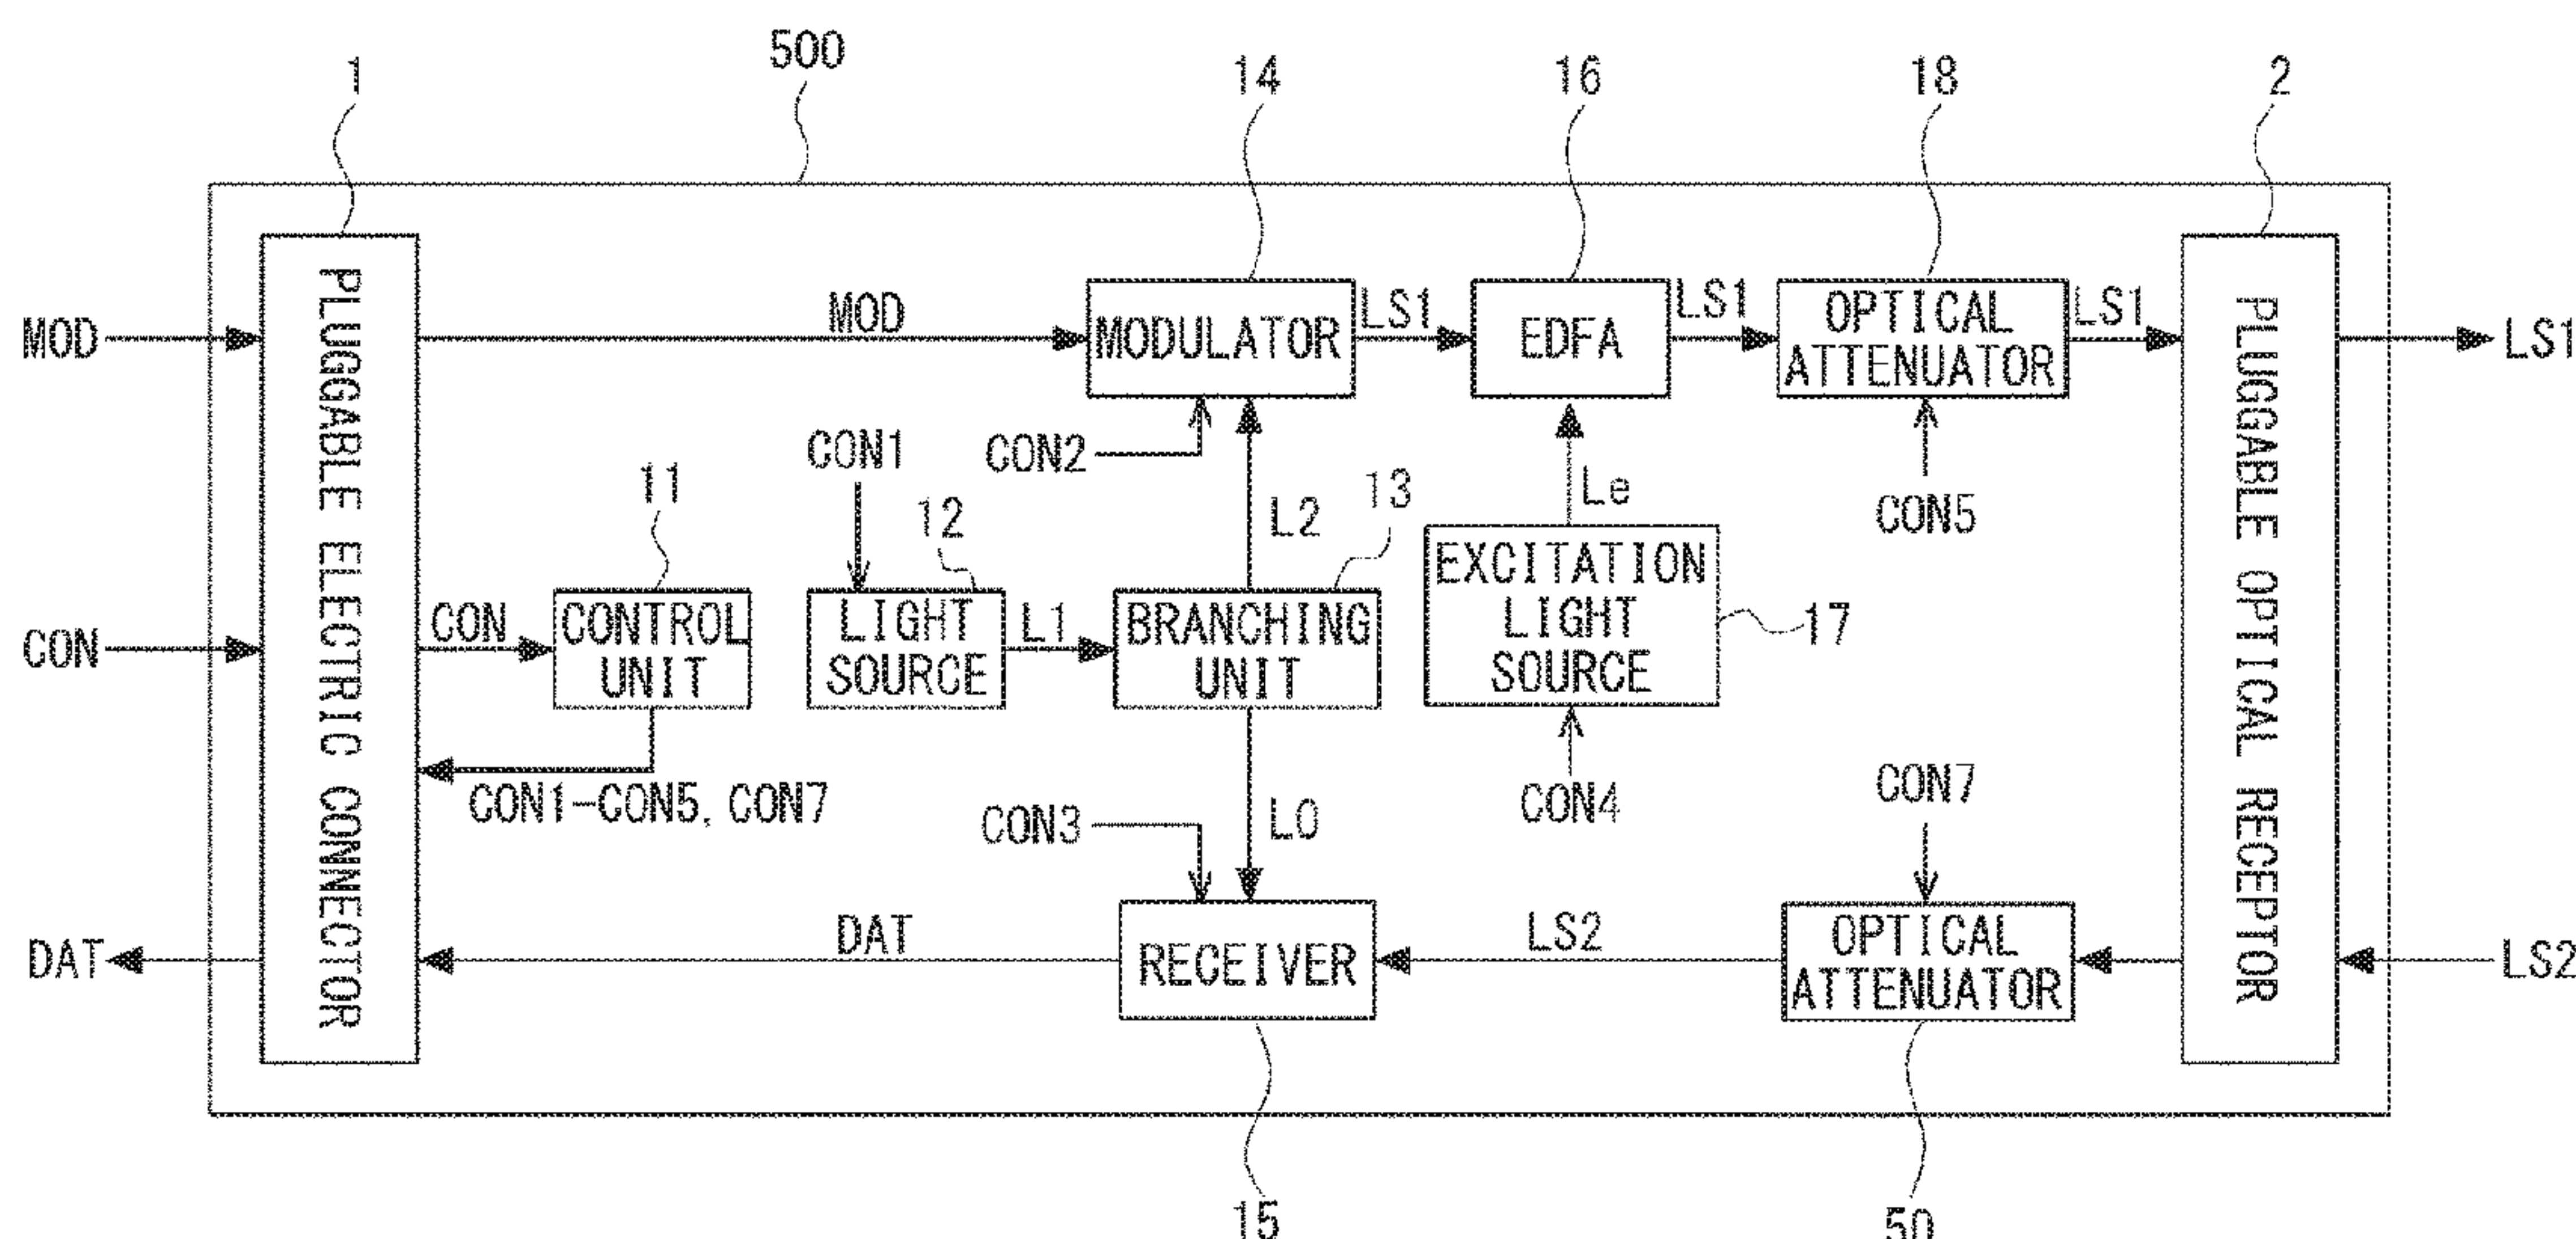 500
1
14
16
18
2
MOD
MOD
MODULATOR
LS1
EDFA
LS1
OPTICAL
ATTENUATOR
LS1
LS1
PLUGGABLE ELECTRIC CONNECTOR
PLUGGABLE OPTICAL RECEPTOR
CON1
CON2
11
12
L2
13
Le
CON5
CON
CON
CONTROL
UNIT
LIGHT
SOURCE
L1
BRANCHING
UNIT
EXCITATION
LIGHT
SOURCE
17
CON1-CON5, CON7
CON3
LO
CON4
CON7
DAT
DAT
RECEIVER
LS2
OPTICAL
ATTENUATOR
LS2
15
50